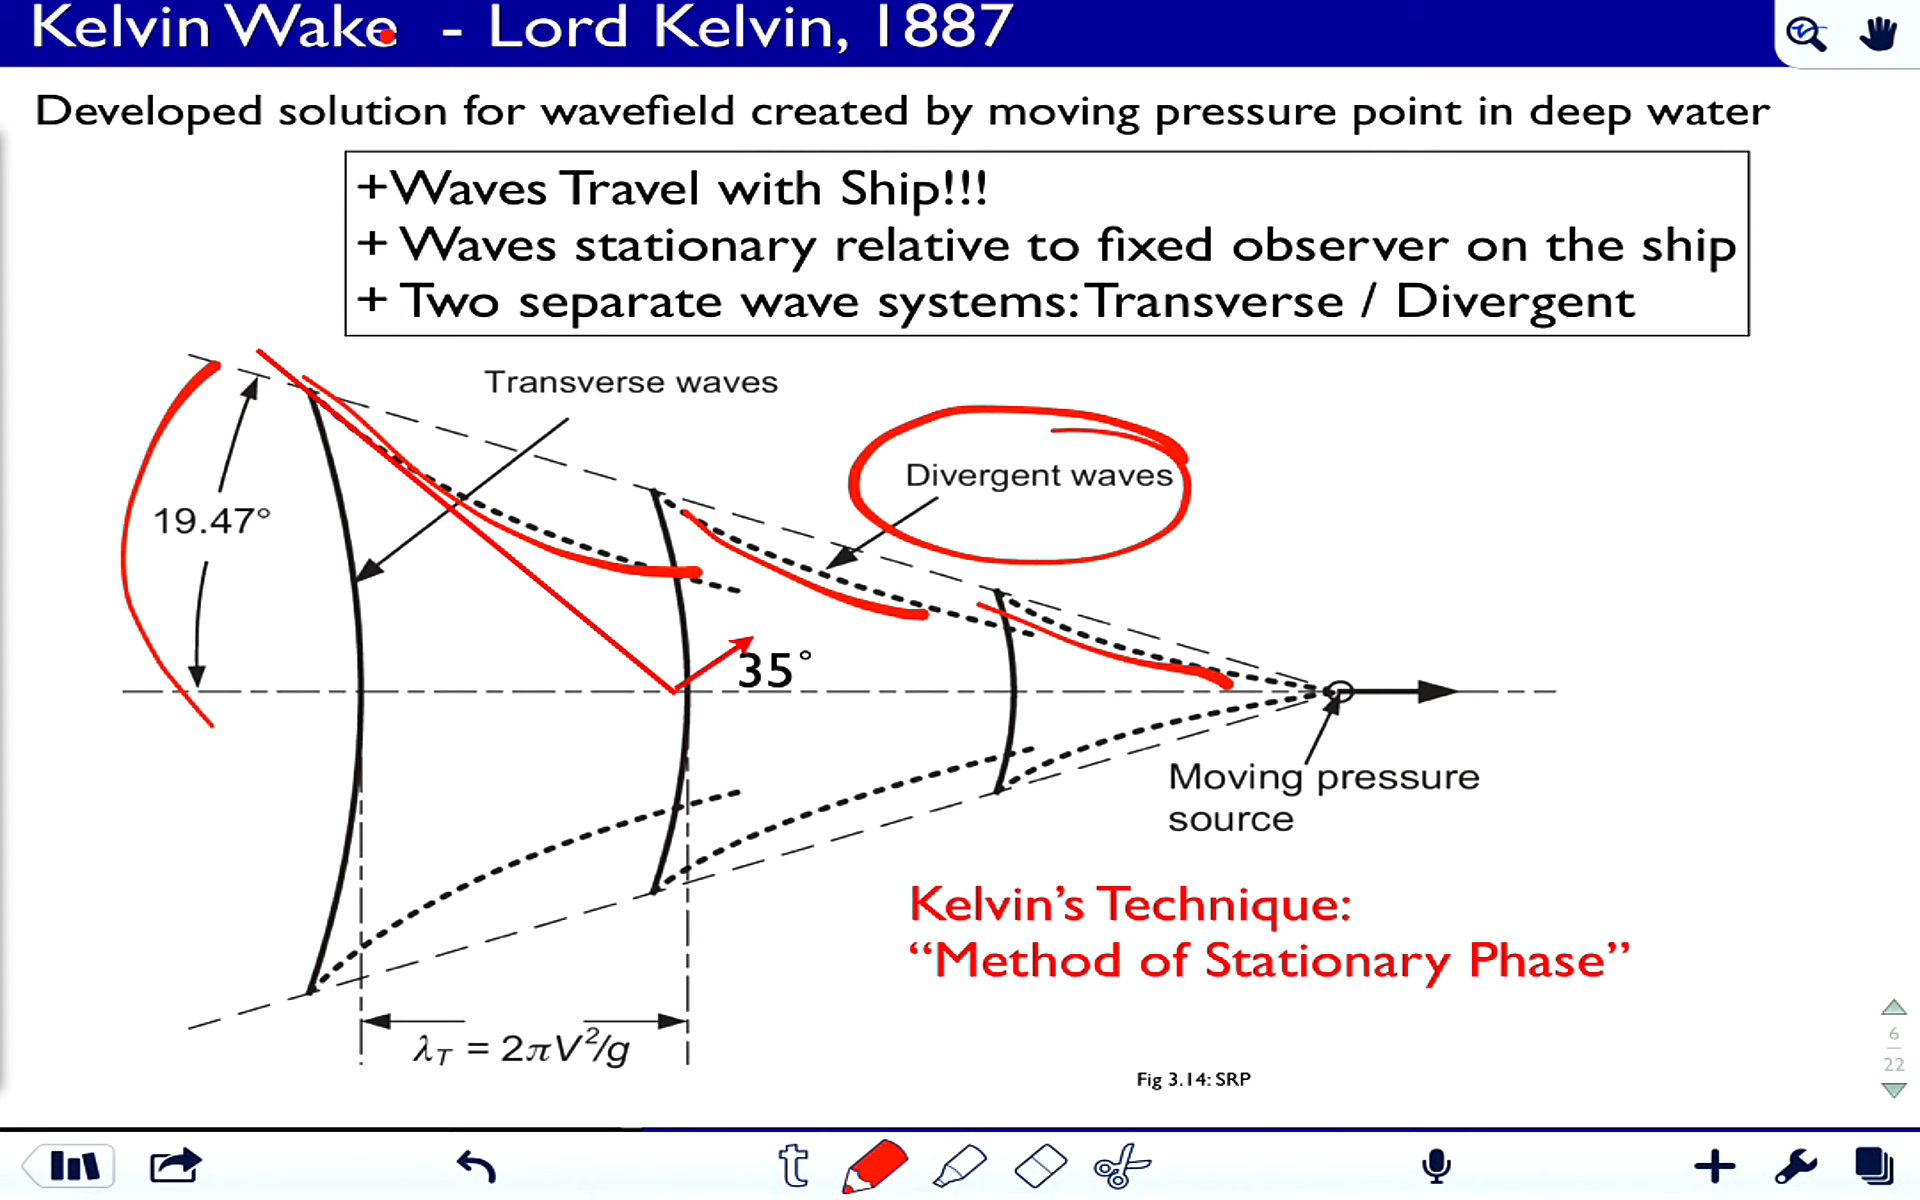 Kelvin Wake - Lord Kelvin, 1887
Developed solution for wavefield created by moving pressure point in deep water
+Waves Travel with Ship!!!
+ Waves stationary relative to fixed observer on the ship
+ Two separate wave systems: Transverse / Divergent
Transverse waves
Divergent waves
19.47°
35°
Moving pressure
source
Kelvin's Technique:
“Method of Stationary Phase”
λT = 2πV²/g
Fig 3.14: SRP
6
22
t